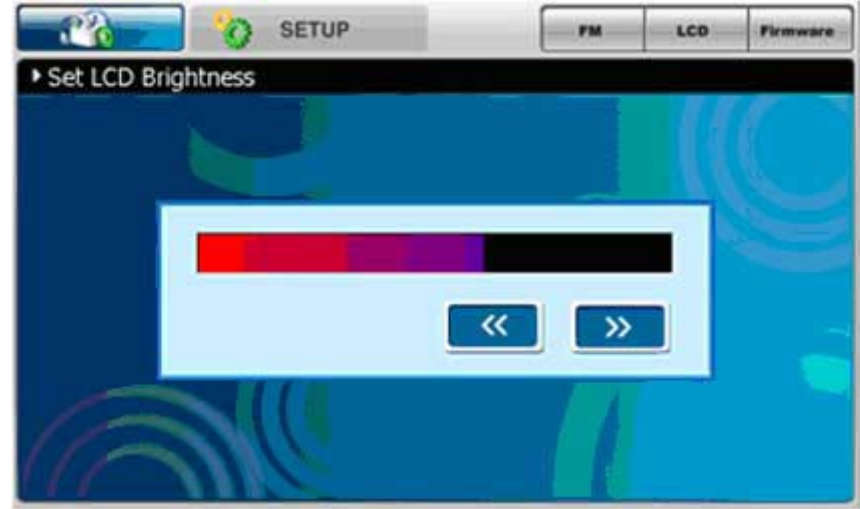 SETUP
FM
LCD
Firmware
Set LCD Brightness